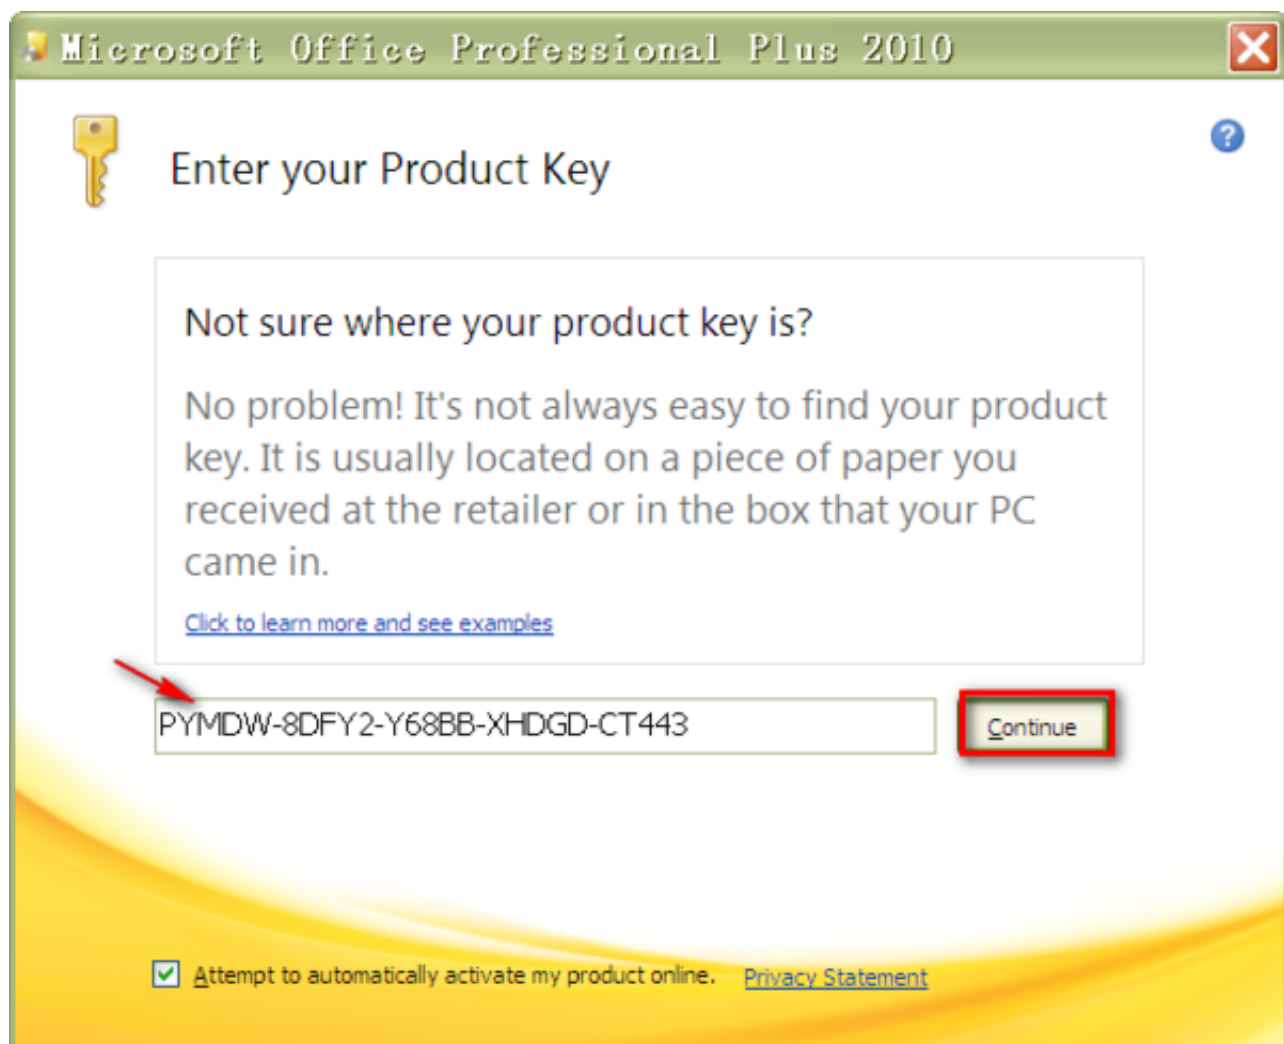 Microsoft Office Professional Plus 2010
Enter your Product Key
Not sure where your product key is?
No problem! It's not always easy to find your product
key. It is usually located on a piece of paper you
received at the retailer or in the box that your PC
came in.
Click to learn more and see examples
PYMDW-8DFY2-Y68BB-XHDGD-CT443
Continue
Attempt to automatically activate my product online. Privacy Statement